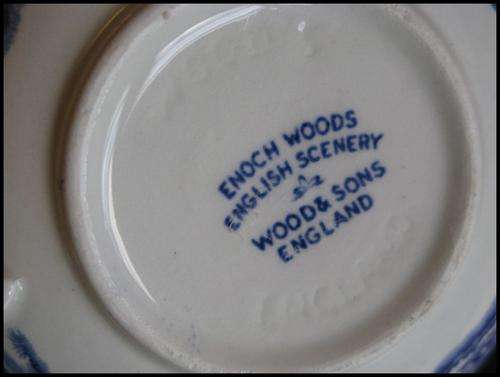 ENOCH WOODS
ENGLISH SCENERY
WOOD & SONS
ENGLAND